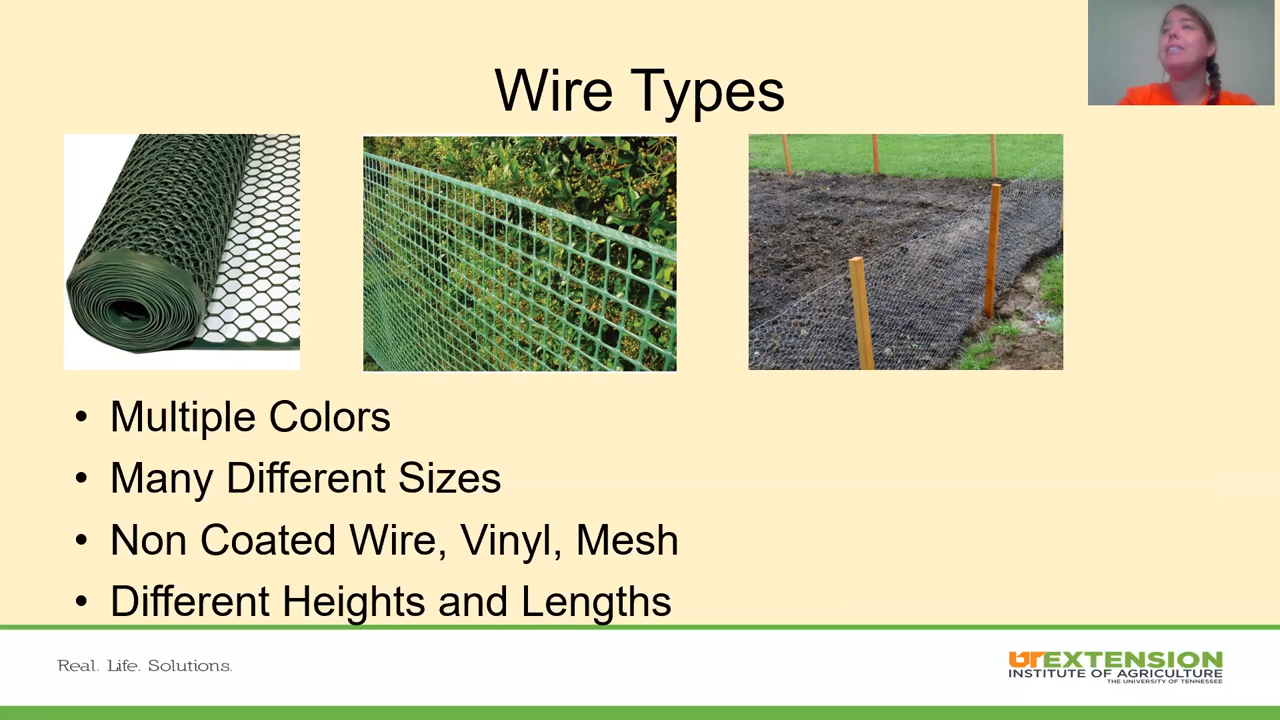 Wire Types
• Multiple Colors
• Many Different Sizes
• Non Coated Wire, Vinyl, Mesh
• Different Heights and Lengths
Real. Life. Solutions.
UTEXTENSION
INSTITUTE OF AGRICULTURE
THE UNIVERSITY OF TENNESSEE